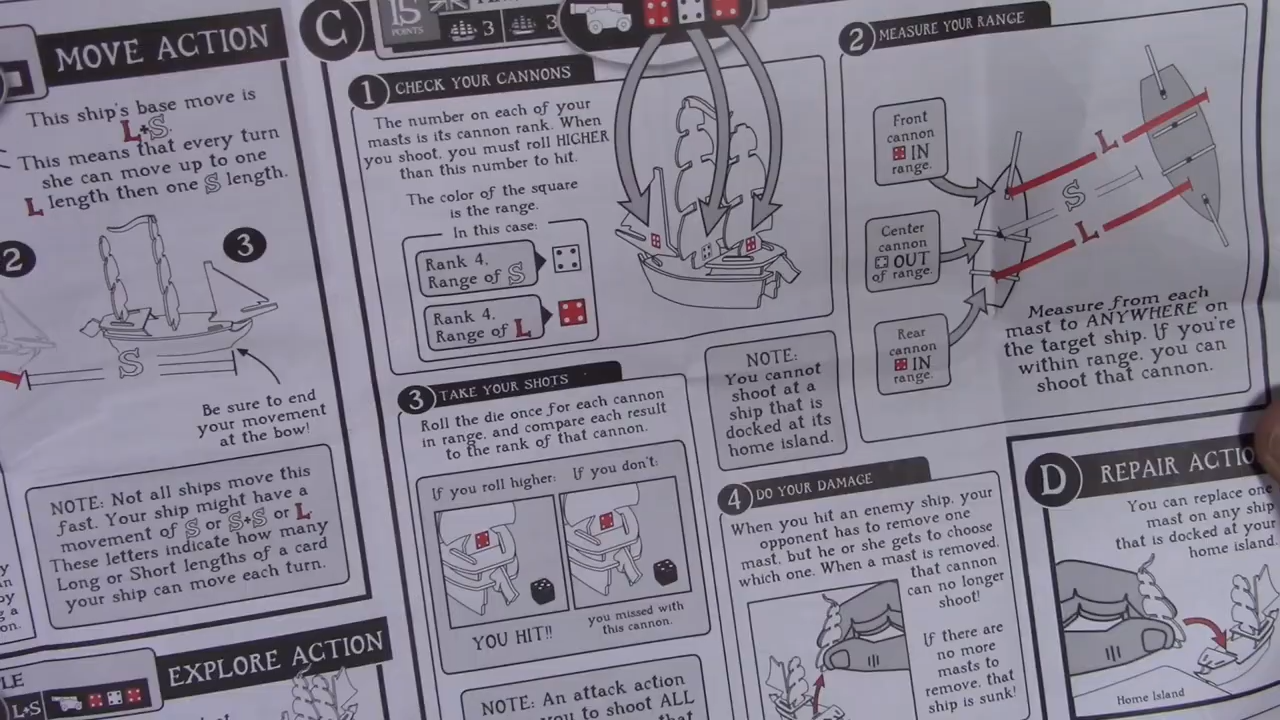 MOVE ACTION
This ship's base move is
L+S.
This means that every turn
she can move up to one
L length then one S length.
2
3
S
Be sure to end
your movement
at the bow!
NOTE: Not all ships move this
fast. Your ship might have a
movement of S or S+S or L
These letters indicate how many
Long or Short lengths of a card
your ship can move each turn.
L+S
EXPLORE ACTION
C
15
POINTS
3
3
1 CHECK YOUR CANNONS
The number on each of your
masts is its cannon rank. When
you shoot, you must roll HIGHER
than this number to hit.
The color of the square
is the range.
In this case:
Rank 4,
Range of S
Rank 4,
Range of L
2 MEASURE YOUR RANGE
Front
cannon
IN
range.
Center
cannon
OUT
of range.
Rear
cannon
IN
range.
L
S
L
Measure from each
mast to ANYWHERE on
the target ship. If you're
within range, you can
shoot that cannon.
3 TAKE YOUR SHOTS
Roll the die once for each cannon
in range, and compare each result
to the rank of that cannon.
If you roll higher:
If you don't:
YOU HIT!!
you missed with
this cannon.
NOTE: An attack action
you to shoot ALL
that
NOTE:
You cannot
shoot at a
ship that is
docked at its
home island.
4 DO YOUR DAMAGE
When you hit an enemy ship, your
opponent has to remove one
mast, but he or she gets to choose
which one. When a mast is removed,
that cannon
can no longer
shoot!
If there are
no more
masts to
remove, that
ship is sunk!
D REPAIR ACTIO
You can replace one
mast on any ship
that is docked at your
home island.
Home Island